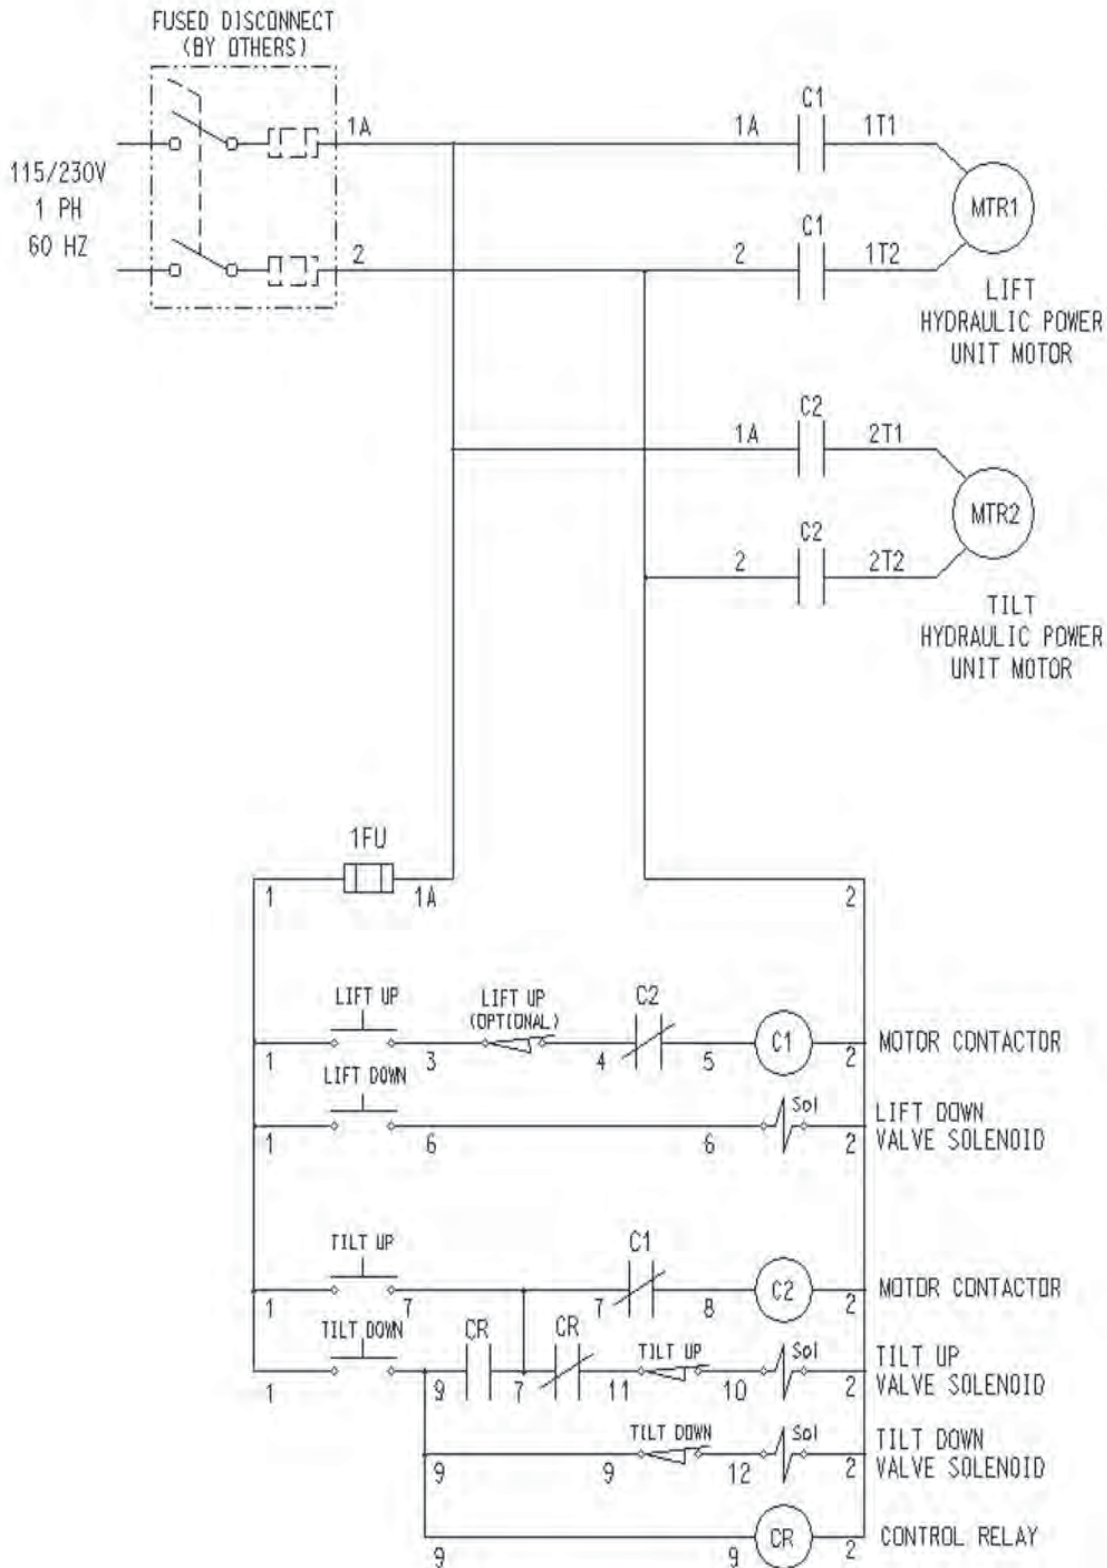 FUSED DISCONNECT
(BY OTHERS)
115/230V
1 PH
60 HZ
1A
1A
C1
1T1
MTR1
2
2
C1
1T2
LIFT
HYDRAULIC POWER
UNIT MOTOR
1A
C2
2T1
MTR2
2
C2
2T2
TILT
HYDRAULIC POWER
UNIT MOTOR
1FU
1
1A
2
LIFT UP
LIFT UP
(OPTIONAL)
C2
C1
MOTOR CONTACTOR
1
3
4
5
2
LIFT DOWN
Sol
LIFT DOWN
VALVE SOLENOID
1
6
6
2
TILT UP
C1
C2
MOTOR CONTACTOR
1
7
7
8
2
TILT DOWN
CR
CR
TILT UP
Sol
TILT UP
VALVE SOLENOID
1
9
7
11
10
2
TILT DOWN
Sol
TILT DOWN
VALVE SOLENOID
9
9
12
2
CR
CONTROL RELAY
9
9
2